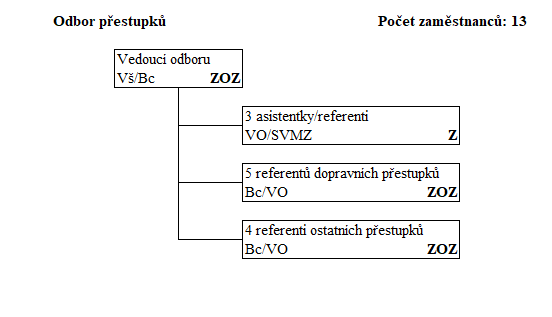 Odbor přestupků Počet zaměstnanců: 13
Vedoucí odboru
Vš/Bc ZOZ
3 asistentky/referenti
VO/SVMZ Z
5 referentů dopravních přestupků
Bc/VO ZOZ
4 referenti ostatních přestupků
Bc/VO ZOZ